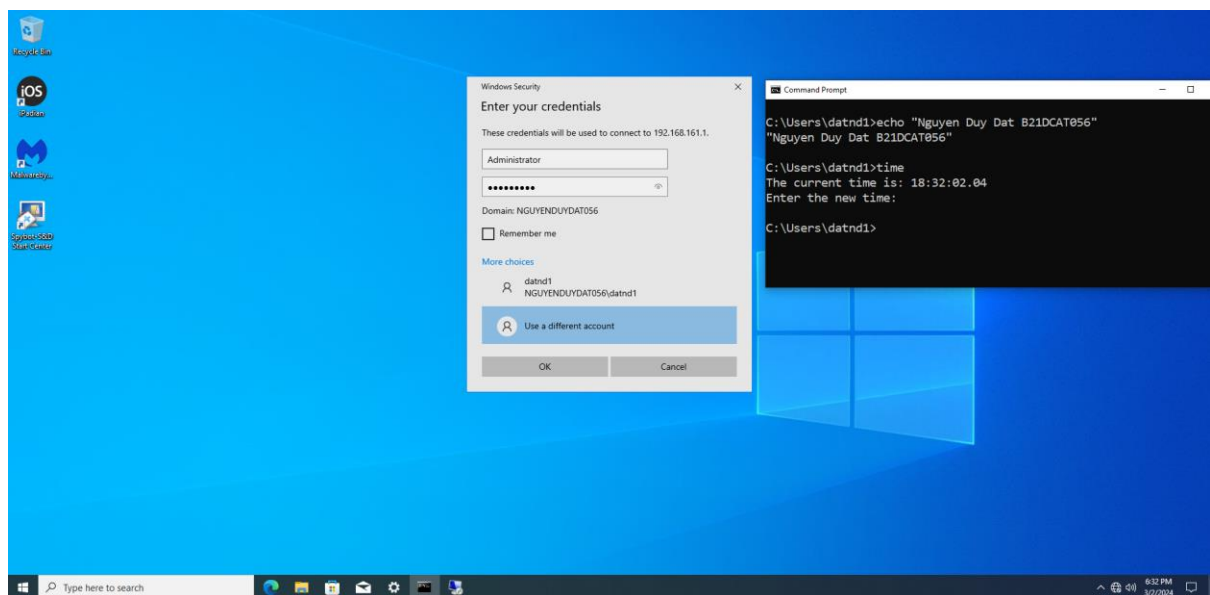 Recycle Bin
iOS
iPadian
Malwareby...
Spybot-S&D
Start Center
Windows Security
Enter your credentials
These credentials will be used to connect to 192.168.161.1.
Administrator
•••••••••
Domain: NGUYENDUYDAT056
Remember me
More choices
datnd1
NGUYENDUYDAT056\datnd1
Use a different account
OK
Cancel
Command Prompt
C:\Users\datnd1>echo "Nguyen Duy Dat B21DCAT056"
"Nguyen Duy Dat B21DCAT056"
C:\Users\datnd1>time
The current time is: 18:32:02.04
Enter the new time:
C:\Users\datnd1>
Type here to search
6:32 PM
3/2/2024